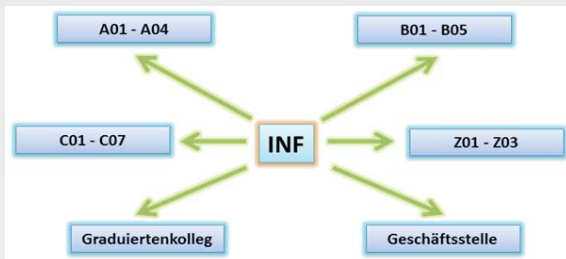 A01 - A04
B01 - B05
C01 - C07
INF
Z01 - Z03
Graduiertenkolleg
Geschäftsstelle